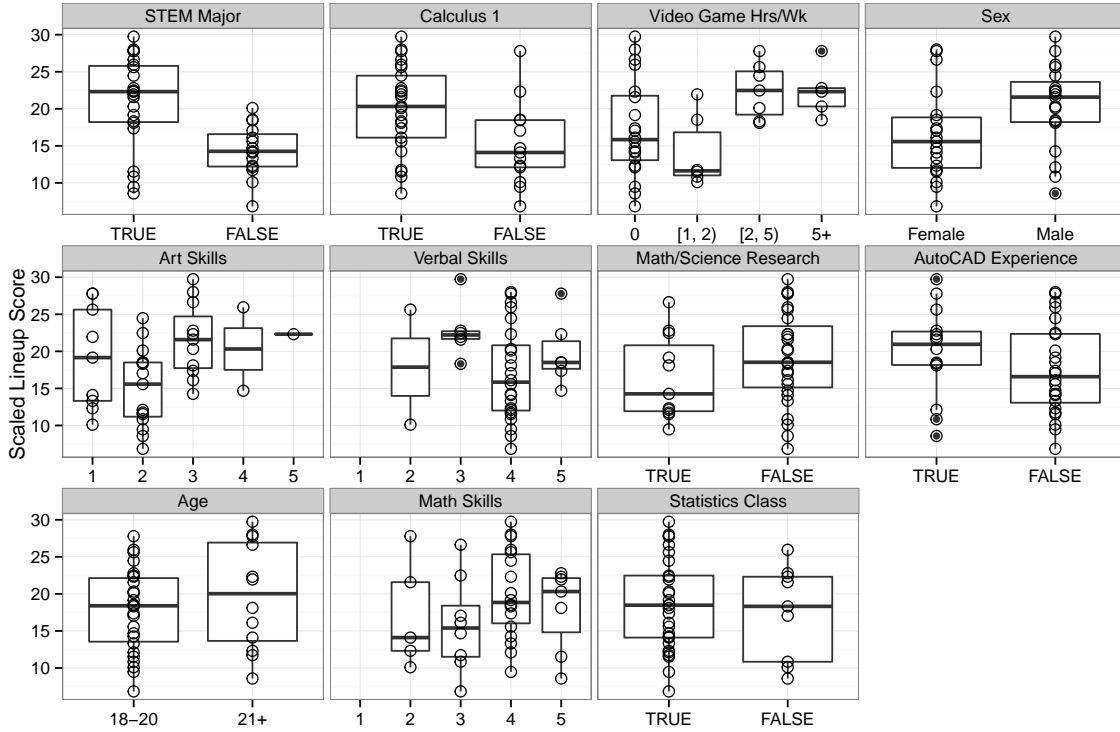 STEM Major Calculus 1 Video Game Hrs/Wk Sex
30
25
20
15
10
TRUE FALSE TRUE FALSE 0 [1, 2) [2, 5) 5+ Female Male
Art Skills Verbal Skills Math/Science Research AutoCAD Experience
30
25
20
15
10
Scaled Lineup Score
1 2 3 4 5 1 2 3 4 5 TRUE FALSE TRUE FALSE
Age Math Skills Statistics Class
30
25
20
15
10
18–20 21+ 1 2 3 4 5 TRUE FALSE